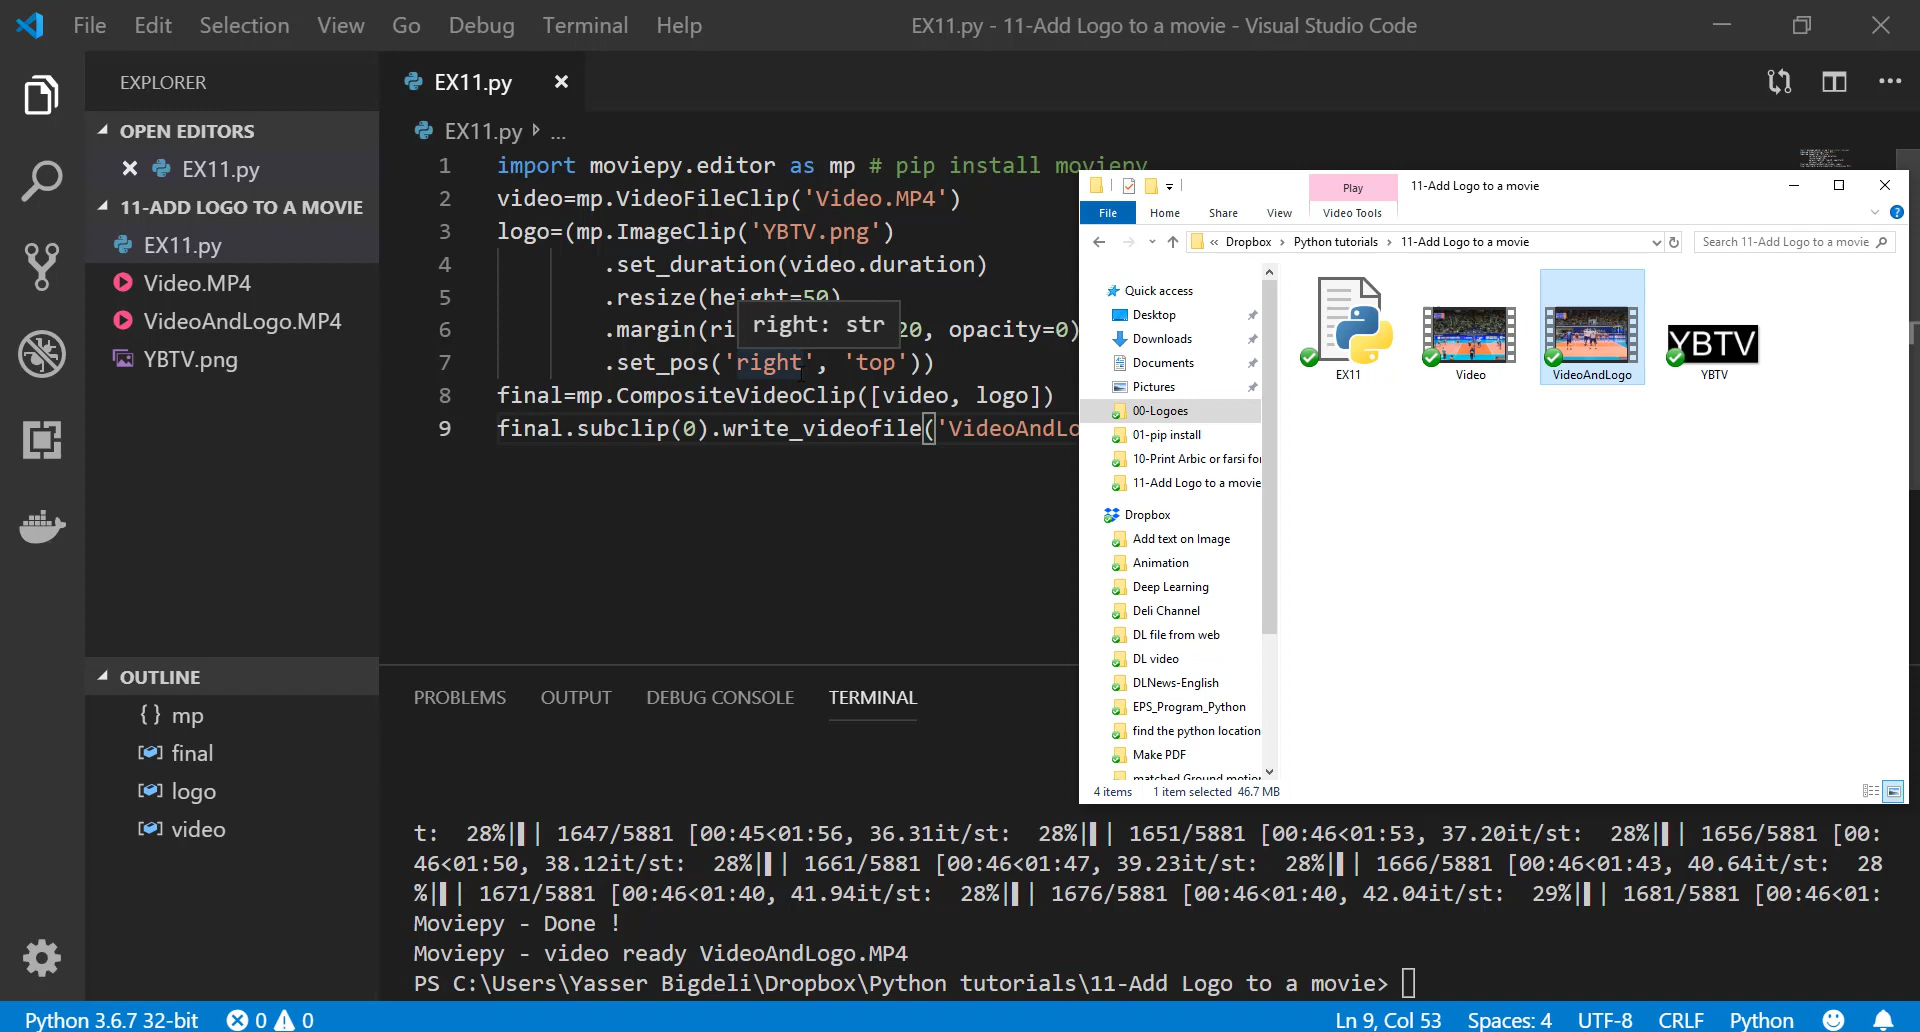 File Edit Selection View Go Debug Terminal Help EX11.py - 11-Add Logo to a movie - Visual Studio Code
EXPLORER
OPEN EDITORS
EX11.py
11-ADD LOGO TO A MOVIE
EX11.py
Video.MP4
VideoAndLogo.MP4
YBTV.png
OUTLINE
{} mp
final
logo
video
EX11.py
EX11.py ...
1 import moviepy.editor as mp # pip install moviepy
2 video=mp.VideoFileClip('Video.MP4')
3 logo=(mp.ImageClip('YBTV.png')
4 .set_duration(video.duration)
5 .resize(height=50)
6 .margin(ri 20, opacity=0)
right: str
7 .set_pos('right', 'top'))
8 final=mp.CompositeVideoClip([video, logo])
9 final.subclip(0).write_videofile('VideoAndLo
Play 11-Add Logo to a movie
File Home Share View Video Tools
« Dropbox › Python tutorials › 11-Add Logo to a movie Search 11-Add Logo to a movie
Quick access
Desktop
Downloads
Documents
Pictures
00-Logoes
01-pip install
10-Print Arbic or farsi for
11-Add Logo to a movie
Dropbox
Add text on Image
Animation
Deep Learning
Deli Channel
DL file from web
DL video
DLNews-English
EPS_Program_Python
find the python location
Make PDF
matched Ground motio
YBTV
EX11 Video VideoAndLogo YBTV
4 items 1 item selected 46.7 MB
PROBLEMS OUTPUT DEBUG CONSOLE TERMINAL
t: 28%|▌| 1647/5881 [00:45<01:56, 36.31it/st: 28%|▌| 1651/5881 [00:46<01:53, 37.20it/st: 28%|▌| 1656/5881 [00:
46<01:50, 38.12it/st: 28%|▌| 1661/5881 [00:46<01:47, 39.23it/st: 28%|▌| 1666/5881 [00:46<01:43, 40.64it/st: 28
%|▌| 1671/5881 [00:46<01:40, 41.94it/st: 28%|▌| 1676/5881 [00:46<01:40, 42.04it/st: 29%|▌| 1681/5881 [00:46<01:
Moviepy - Done !
Moviepy - video ready VideoAndLogo.MP4
PS C:\Users\Yasser Bigdeli\Dropbox\Python tutorials\11-Add Logo to a movie>
Python 3.6.7 32-bit 0 0 Ln 9, Col 53 Spaces: 4 UTF-8 CRLF Python